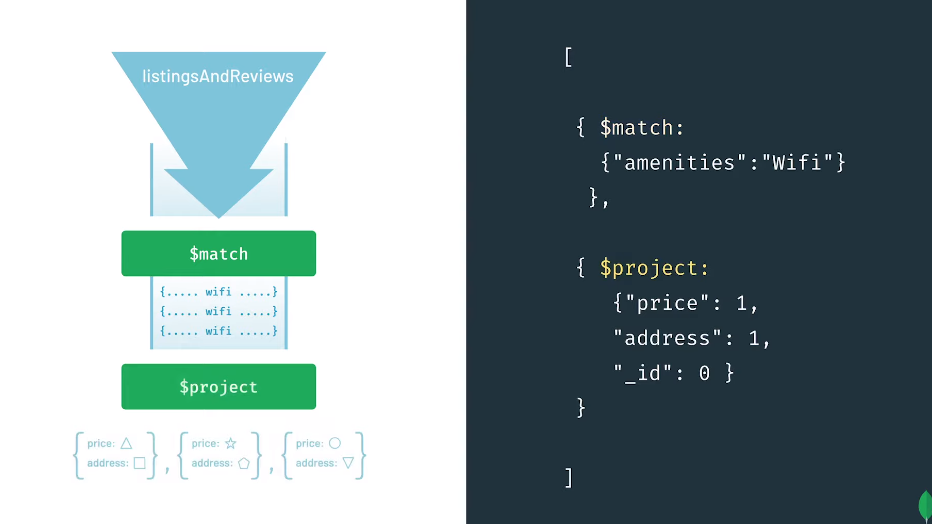 listingsAndReviews
$match
{..... wifi .....}
{..... wifi .....}
{..... wifi .....}
$project
{ price: △ address: □ }, { price: ☆ address: ⬠ }, { price: ○ address: ▽ }
[
{ $match:
{"amenities":"Wifi"}
},
{ $project:
{"price": 1,
"address": 1,
"_id": 0 }
}
]